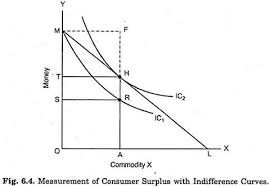 Y
M
F
T
H
S
R
IC₂
IC₁
Money
O
A
L
X
Commodity X
Fig. 6.4. Measurement of Consumer Surplus with Indifference Curves.